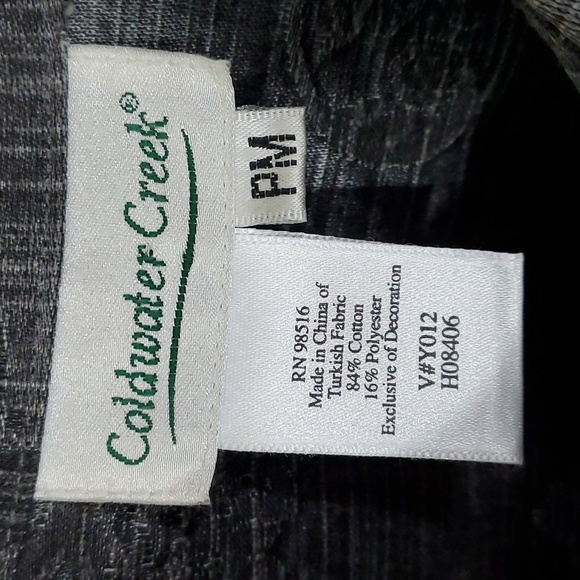 Coldwater Creek®
PM
RN 98516
Made in China of
Turkish Fabric
84% Cotton
16% Polyester
Exclusive of Decoration
V#Y012
H08406